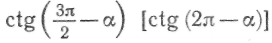 ctg (3π/2 − α) [ctg (2π − α)]